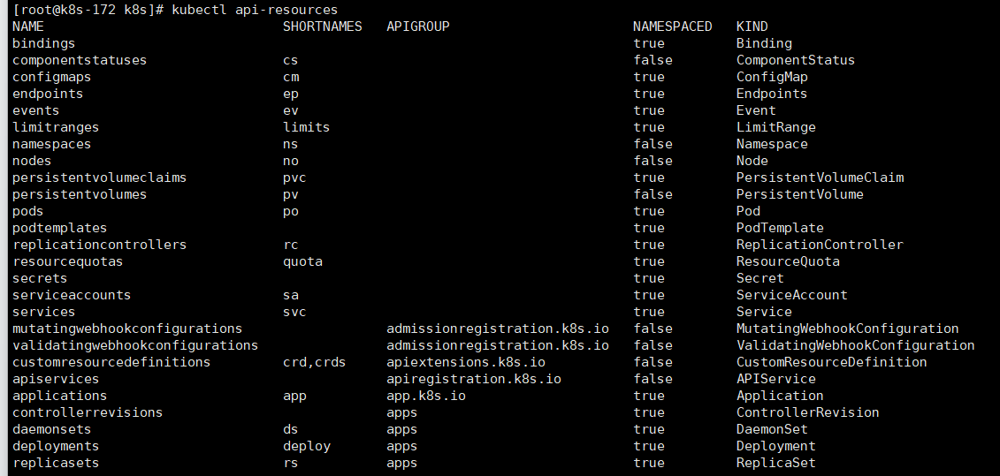 [root@k8s-172 k8s]# kubectl api-resources
NAME SHORTNAMES APIGROUP NAMESPACED KIND
bindings true Binding
componentstatuses cs false ComponentStatus
configmaps cm true ConfigMap
endpoints ep true Endpoints
events ev true Event
limitranges limits true LimitRange
namespaces ns false Namespace
nodes no false Node
persistentvolumeclaims pvc true PersistentVolumeClaim
persistentvolumes pv false PersistentVolume
pods po true Pod
podtemplates true PodTemplate
replicationcontrollers rc true ReplicationController
resourcequotas quota true ResourceQuota
secrets true Secret
serviceaccounts sa true ServiceAccount
services svc true Service
mutatingwebhookconfigurations admissionregistration.k8s.io false MutatingWebhookConfiguration
validatingwebhookconfigurations admissionregistration.k8s.io false ValidatingWebhookConfiguration
customresourcedefinitions crd,crds apiextensions.k8s.io false CustomResourceDefinition
apiservices apiregistration.k8s.io false APIService
applications app app.k8s.io true Application
controllerrevisions apps true ControllerRevision
daemonsets ds apps true DaemonSet
deployments deploy apps true Deployment
replicasets rs apps true ReplicaSet